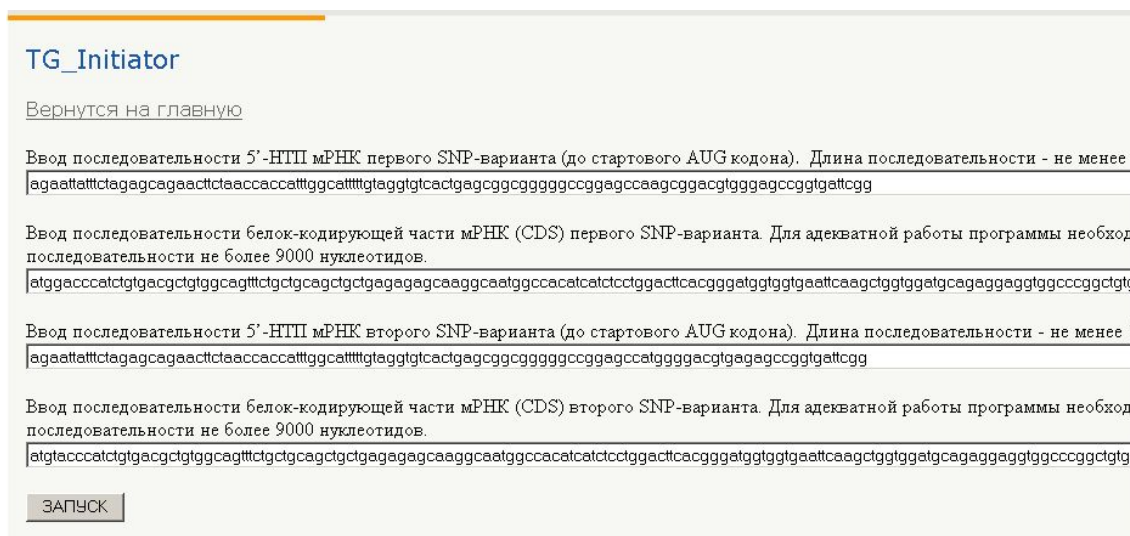 TG_Initiator
Вернутся на главную
Ввод последовательности 5'-НТП мРНК первого SNP-варианта (до стартового AUG кодона). Длина последовательности - не менее
agaattatttctagagcagaacttctaaccaccatttggcatttttgtaggtgtcactgagcggcgggggccggagccaagcggacgtgggagccggtgattcgg
Ввод последовательности белок-кодирующей части мРНК (CDS) первого SNP-варианта. Для адекватной работы программы необход
последовательности не более 9000 нуклеотидов.
atggacccatctgtgacgctgtggcagtttctgctgcagctgctgagagagcaaggcaatggccacatcatctcctggacttcacgggatggtggtgaattcaagctggtggatgcagaggaggtggcccggctgtg
Ввод последовательности 5'-НТП мРНК второго SNP-варианта (до стартового AUG кодона). Длина последовательности - не менее
agaattatttctagagcagaacttctaaccaccatttggcatttttgtaggtgtcactgagcggcgggggccggagccatggggacgtgagagccggtgattcgg
Ввод последовательности белок-кодирующей части мРНК (CDS) второго SNP-варианта. Для адекватной работы программы необход
последовательности не более 9000 нуклеотидов.
atgtacccatctgtgacgctgtggcagtttctgctgcagctgctgagagagcaaggcaatggccacatcatctcctggacttcacgggatggtggtgaattcaagctggtggatgcagaggaggtggcccggctgtg
ЗАПУСК